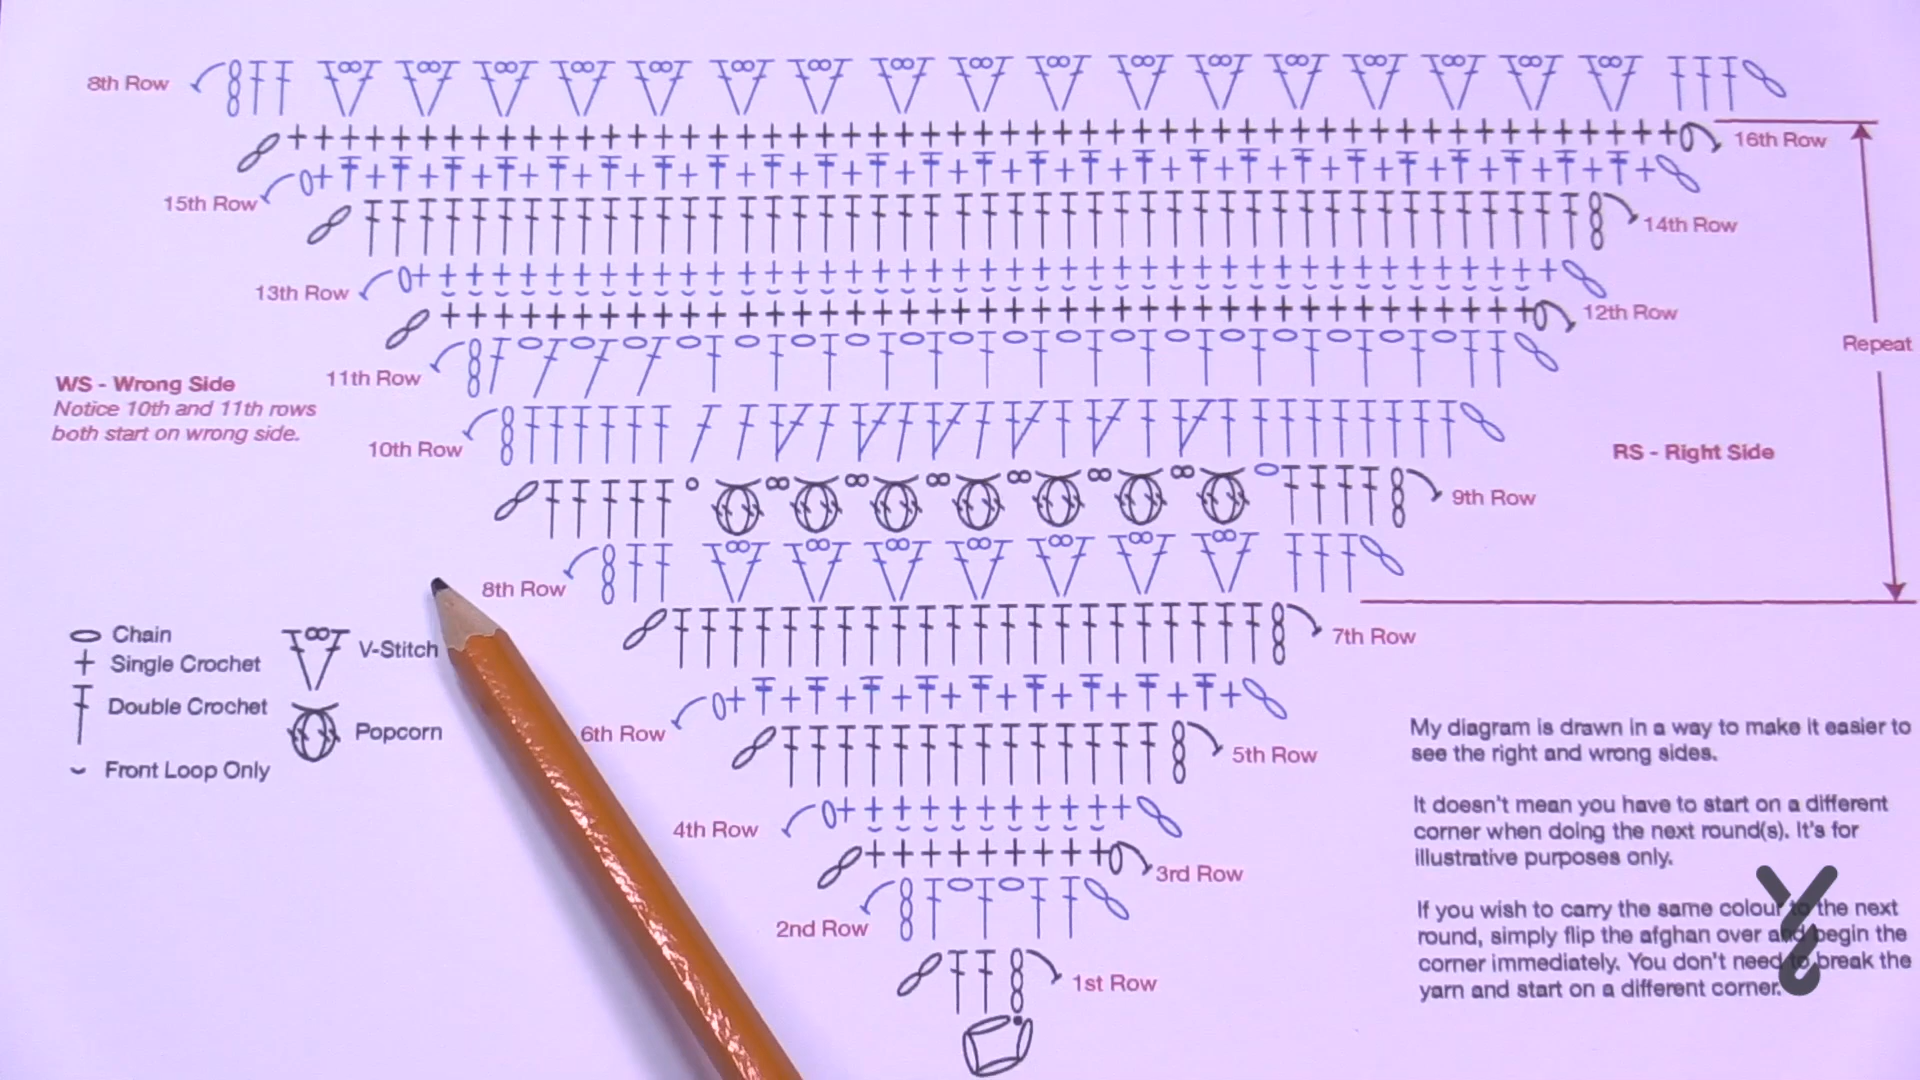 8th Row
16th Row
15th Row
14th Row
13th Row
12th Row
Repeat
11th Row
WS - Wrong Side
Notice 10th and 11th rows
both start on wrong side.
10th Row
RS - Right Side
9th Row
8th Row
7th Row
Chain
Single Crochet
Double Crochet
Front Loop Only
V-Stitch
Popcorn
6th Row
5th Row
4th Row
3rd Row
2nd Row
1st Row
My diagram is drawn in a way to make it easier to
see the right and wrong sides.
It doesn't mean you have to start on a different
corner when doing the next round(s). It's for
illustrative purposes only.
If you wish to carry the same colour to the next
round, simply flip the afghan over and begin the
corner immediately. You don't need to break the
yarn and start on a different corner.